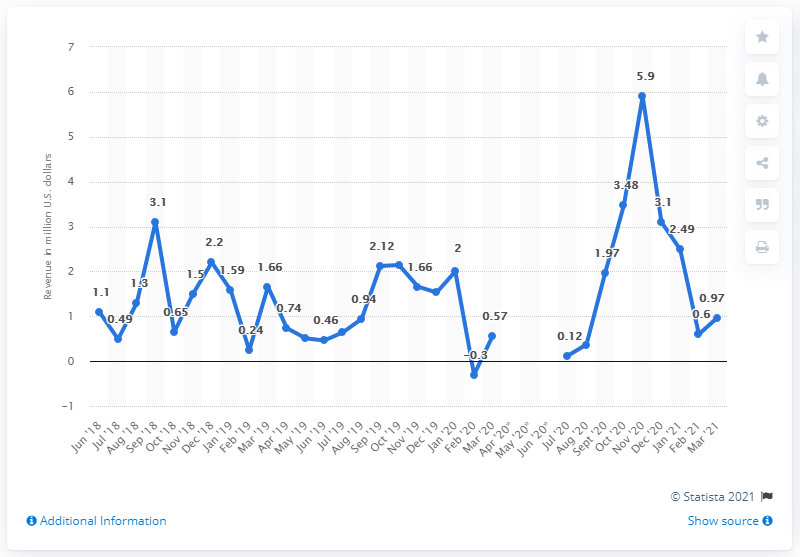 7
6
5
4
3
2
1
0
−1
Revenue in million U.S. dollars
1.1
0.49
1.3
3.1
0.65
1.5
2.2
1.59
0.24
1.66
0.74
0.46
0.94
2.12
1.66
2
−0.3
0.57
0.12
1.97
3.48
5.9
3.1
2.49
0.6
0.97
Jun '18
Jul '18
Aug '18
Sep '18
Oct '18
Nov '18
Dec '18
Jan '19
Feb '19
Mar '19
Apr '19
May '19
Jun '19
Jul '19
Aug '19
Sep '19
Oct '19
Nov '19
Dec '19
Jan '20
Feb '20
Mar '20
Apr '20*
May '20*
Jun '20*
Jul '20
Aug '20
Sept '20
Oct '20
Nov '20
Dec '20
Jan '21
Feb '21
Mar '21
© Statista 2021
Additional Information
Show source